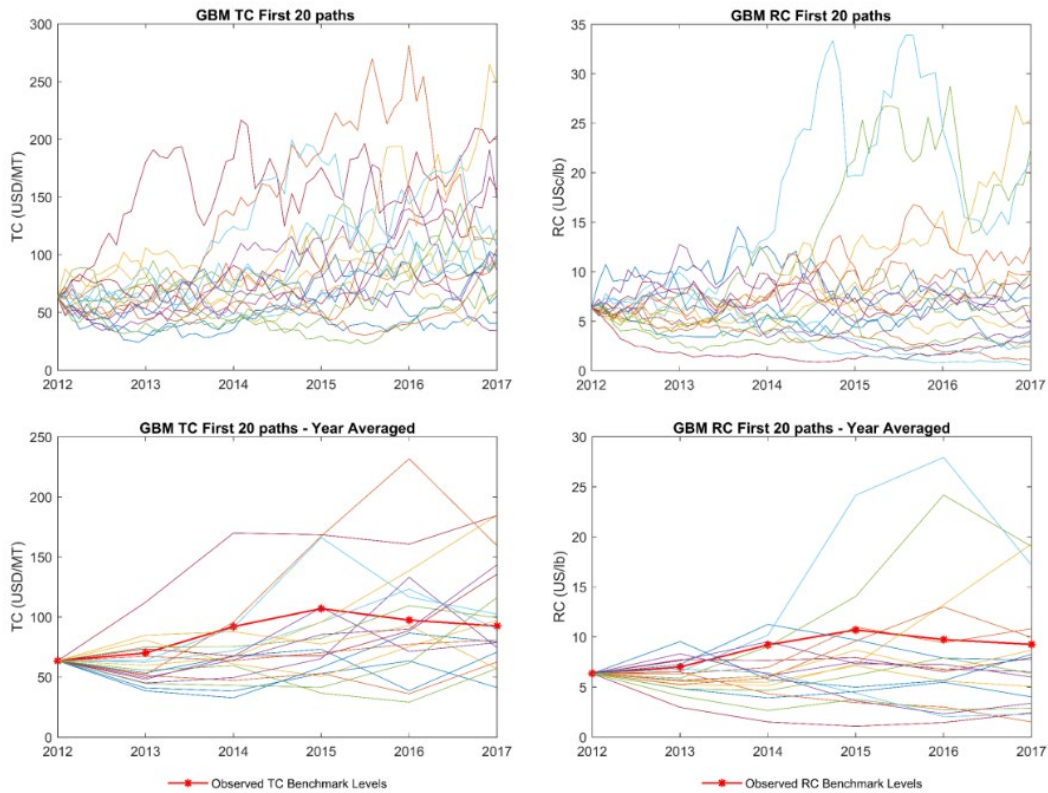 GBM TC First 20 paths
300
250
200
150
100
50
0
TC (USD/MT)
2012 2013 2014 2015 2016 2017
GBM RC First 20 paths
35
30
25
20
15
10
5
0
RC (USc/lb)
2012 2013 2014 2015 2016 2017
GBM TC First 20 paths - Year Averaged
250
200
150
100
50
0
TC (USD/MT)
2012 2013 2014 2015 2016 2017
Observed TC Benchmark Levels
GBM RC First 20 paths - Year Averaged
30
25
20
15
10
5
0
RC (US/lb)
2012 2013 2014 2015 2016 2017
Observed RC Benchmark Levels